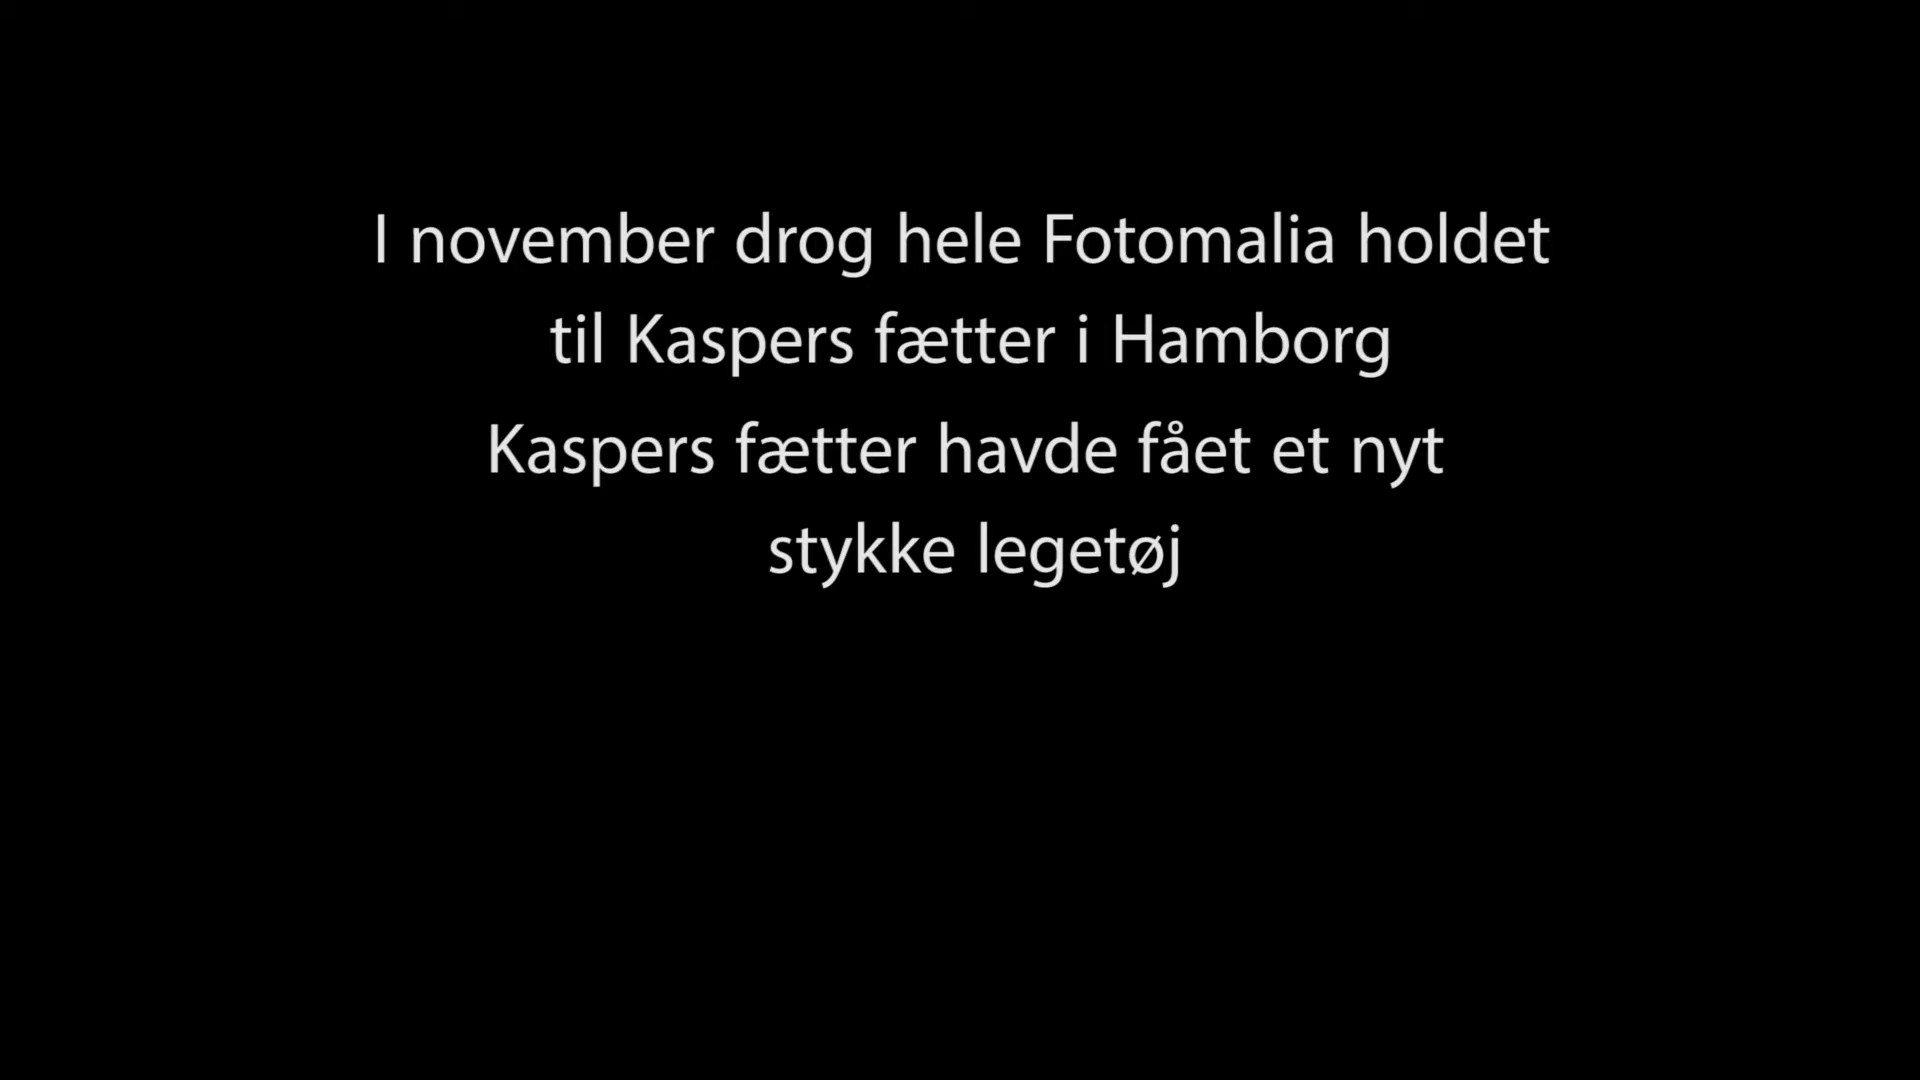 I november drog hele Fotomalia holdet
til Kaspers fætter i Hamborg
Kaspers fætter havde fået et nyt
stykke legetøj